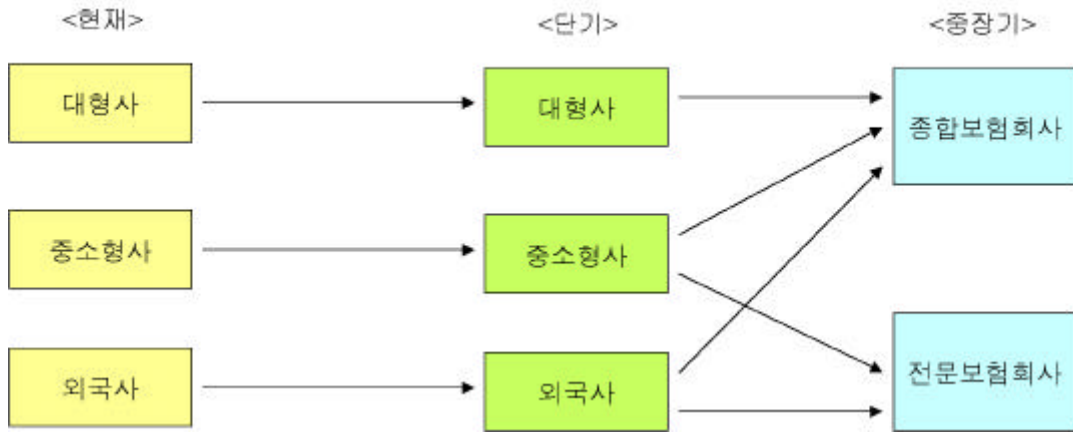 <현재>
<단기>
<중장기>
대형사
대형사
종합보험회사
중소형사
중소형사
외국사
외국사
전문보험회사